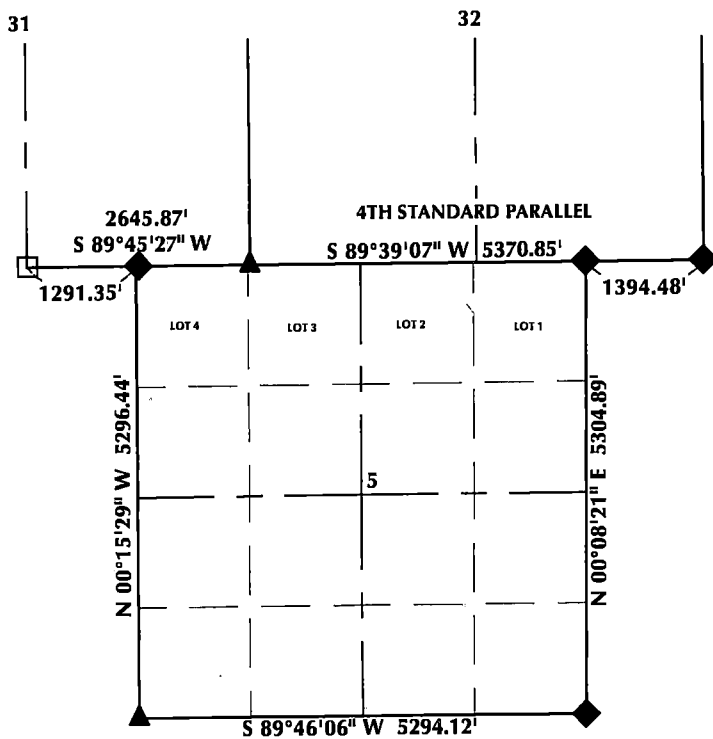 31
32
2645.87'
4TH STANDARD PARALLEL
S 89°45'27" W
S 89°39'07" W 5370.85'
1291.35'
1394.48'
LOT 4
LOT 3
LOT 2
LOT 1
N 00°15'29" W 5296.44'
N 00°08'21" E 5304.89'
5
S 89°46'06" W 5294.12'